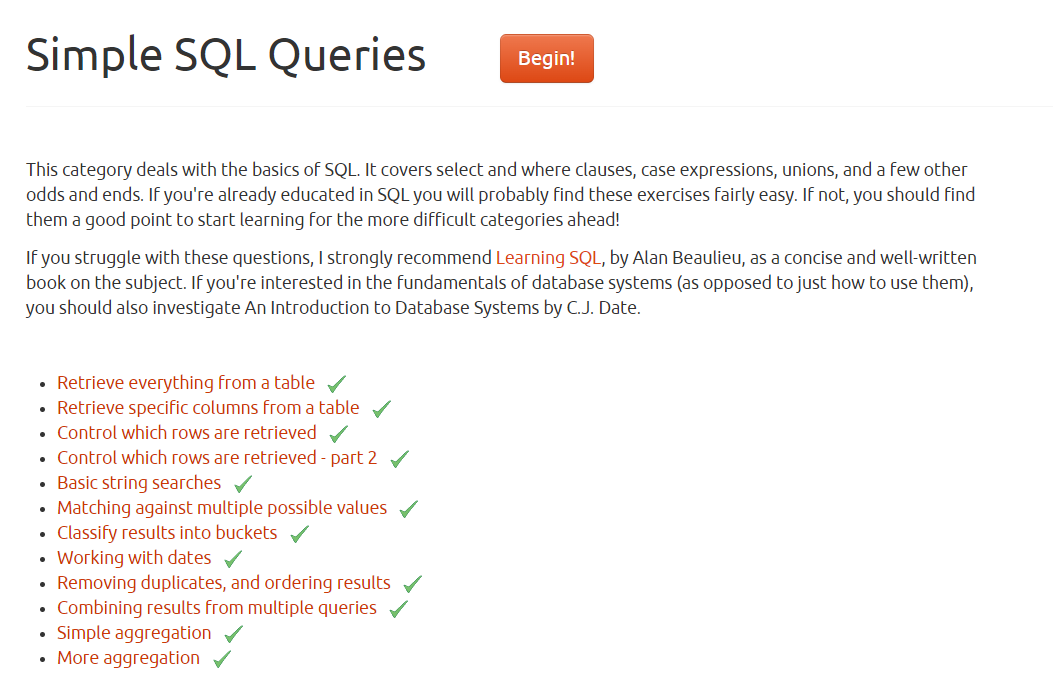 Simple SQL Queries
Begin!
This category deals with the basics of SQL. It covers select and where clauses, case expressions, unions, and a few other
odds and ends. If you're already educated in SQL you will probably find these exercises fairly easy. If not, you should find
them a good point to start learning for the more difficult categories ahead!
If you struggle with these questions, I strongly recommend Learning SQL, by Alan Beaulieu, as a concise and well-written
book on the subject. If you're interested in the fundamentals of database systems (as opposed to just how to use them),
you should also investigate An Introduction to Database Systems by C.J. Date.
Retrieve everything from a table
Retrieve specific columns from a table
Control which rows are retrieved
Control which rows are retrieved - part 2
Basic string searches
Matching against multiple possible values
Classify results into buckets
Working with dates
Removing duplicates, and ordering results
Combining results from multiple queries
Simple aggregation
More aggregation